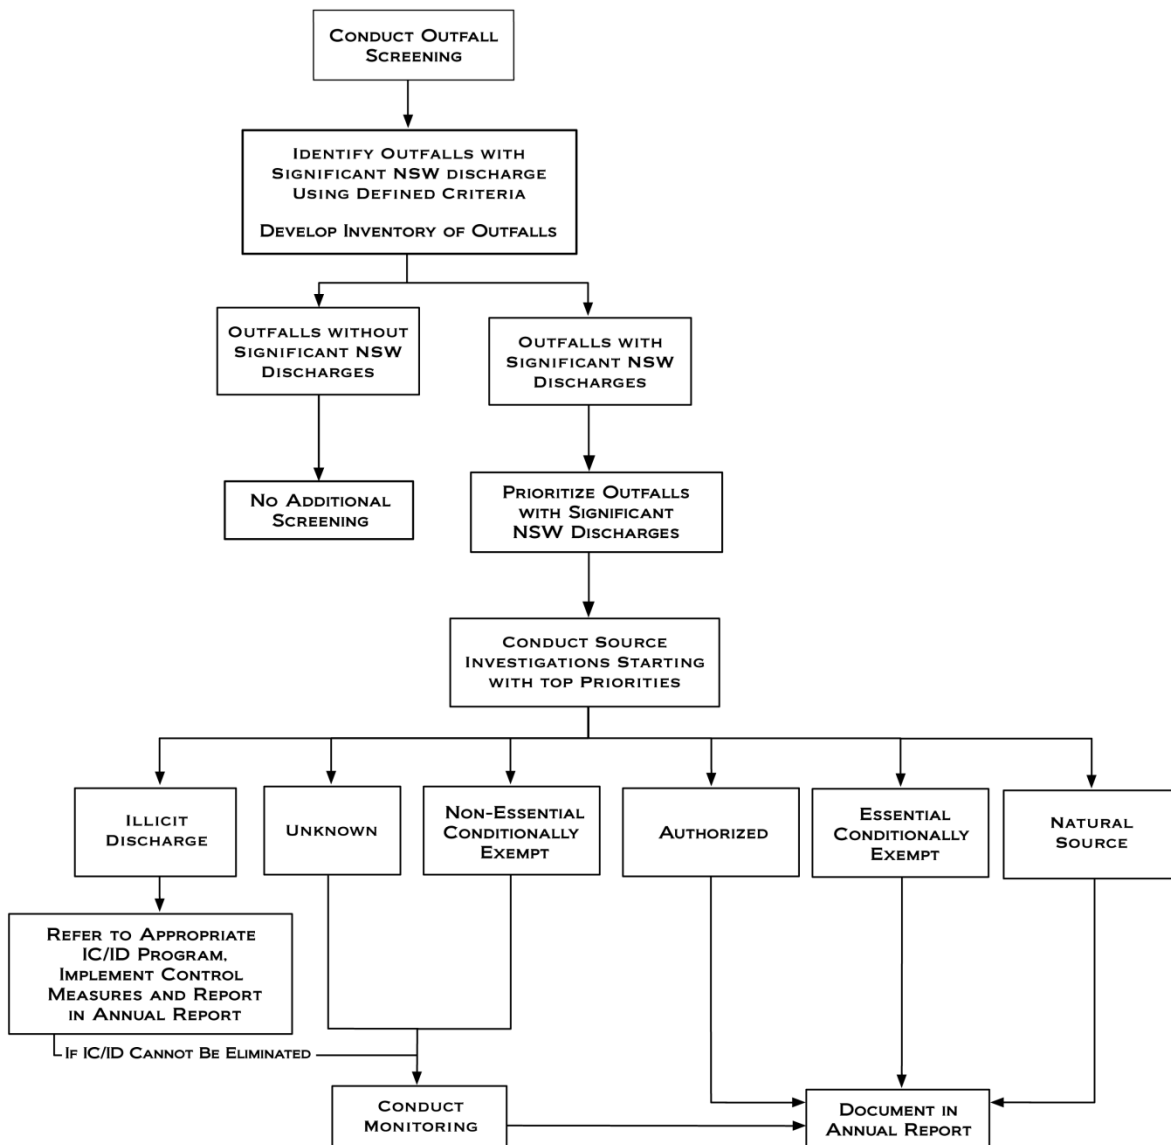 Conduct Outfall
Screening
Identify Outfalls with
Significant NSW discharge
Using Defined Criteria
Develop Inventory of Outfalls
Outfalls without
Significant NSW
Discharges
Outfalls with
Significant NSW
Discharges
No Additional
Screening
Prioritize Outfalls
with Significant
NSW Discharges
Conduct Source
Investigations Starting
with top Priorities
Illicit
Discharge
Unknown
Non-Essential
Conditionally
Exempt
Authorized
Essential
Conditionally
Exempt
Natural
Source
Refer to Appropriate
IC/ID Program,
Implement Control
Measures and Report
in Annual Report
If IC/ID Cannot Be Eliminated
Conduct
Monitoring
Document in
Annual Report